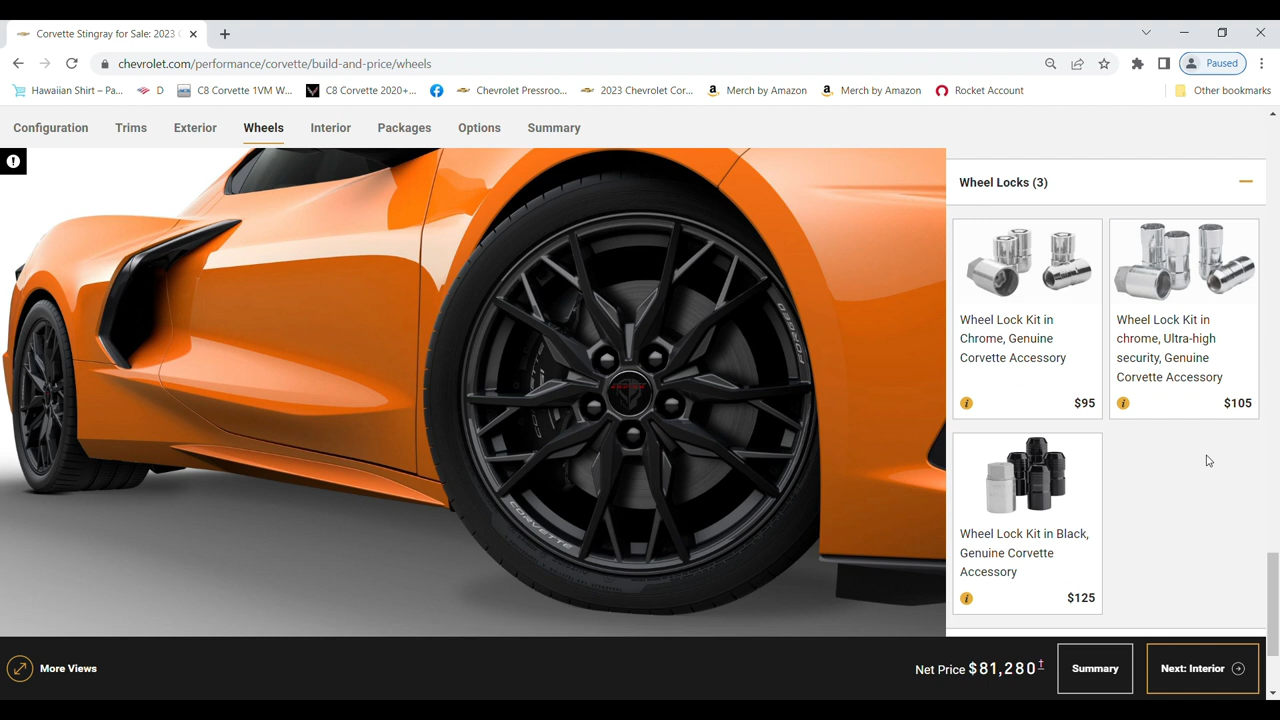 Corvette Stingray for Sale: 2023 C
chevrolet.com/performance/corvette/build-and-price/wheels
Paused
Hawaiian Shirt – Pa...
D
C8 Corvette 1VM W...
C8 Corvette 2020+...
Chevrolet Pressroo...
2023 Chevrolet Cor...
Merch by Amazon
Merch by Amazon
Rocket Account
Other bookmarks
Configuration
Trims
Exterior
Wheels
Interior
Packages
Options
Summary
Wheel Locks (3)
Wheel Lock Kit in
Chrome, Genuine
Corvette Accessory
$95
Wheel Lock Kit in
chrome, Ultra-high
security, Genuine
Corvette Accessory
$105
Wheel Lock Kit in Black,
Genuine Corvette
Accessory
$125
FORGED
CORVETTE
More Views
Net Price $81,280†
Summary
Next: Interior